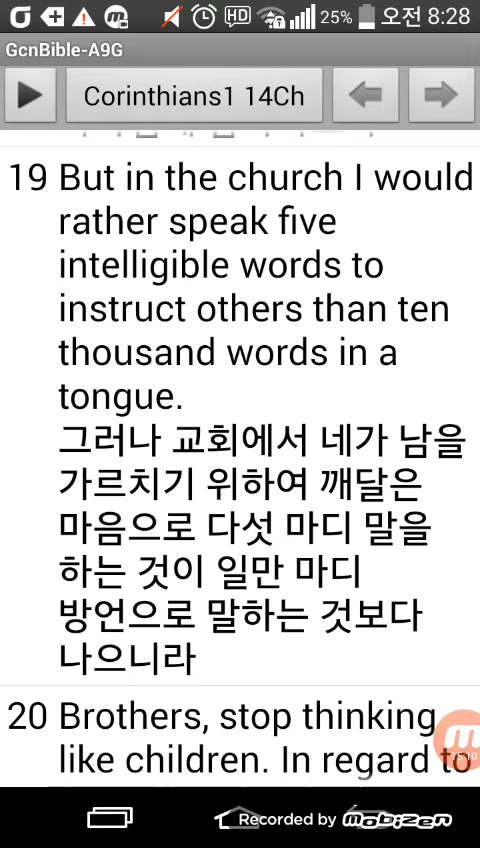 HD 25% 오전 8:28
GcnBible-A9G
Corinthians1 14Ch
19 But in the church I would
rather speak five
intelligible words to
instruct others than ten
thousand words in a
tongue.
그러나 교회에서 네가 남을
가르치기 위하여 깨달은
마음으로 다섯 마디 말을
하는 것이 일만 마디
방언으로 말하는 것보다
나으니라
20 Brothers, stop thinking
like children. In regard to
15:10
Recorded by mobizen